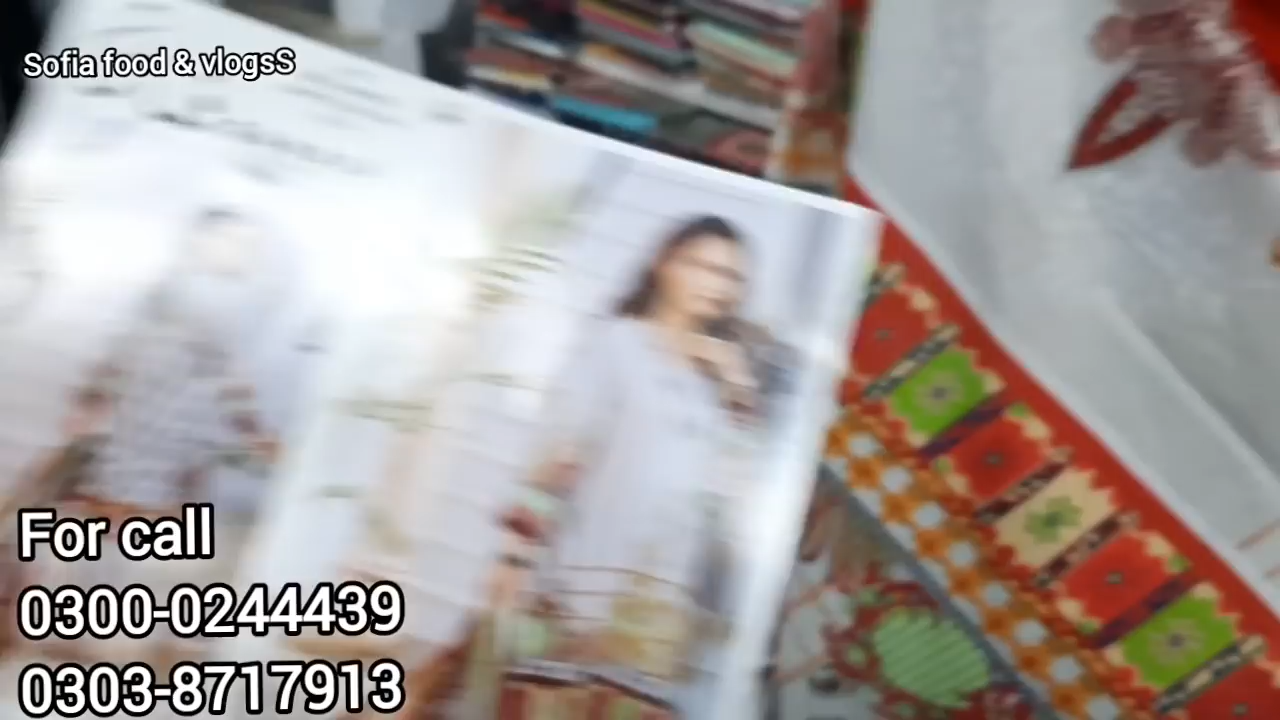 Sofia food & vlogsS
For call
0300-0244439
0303-8717913